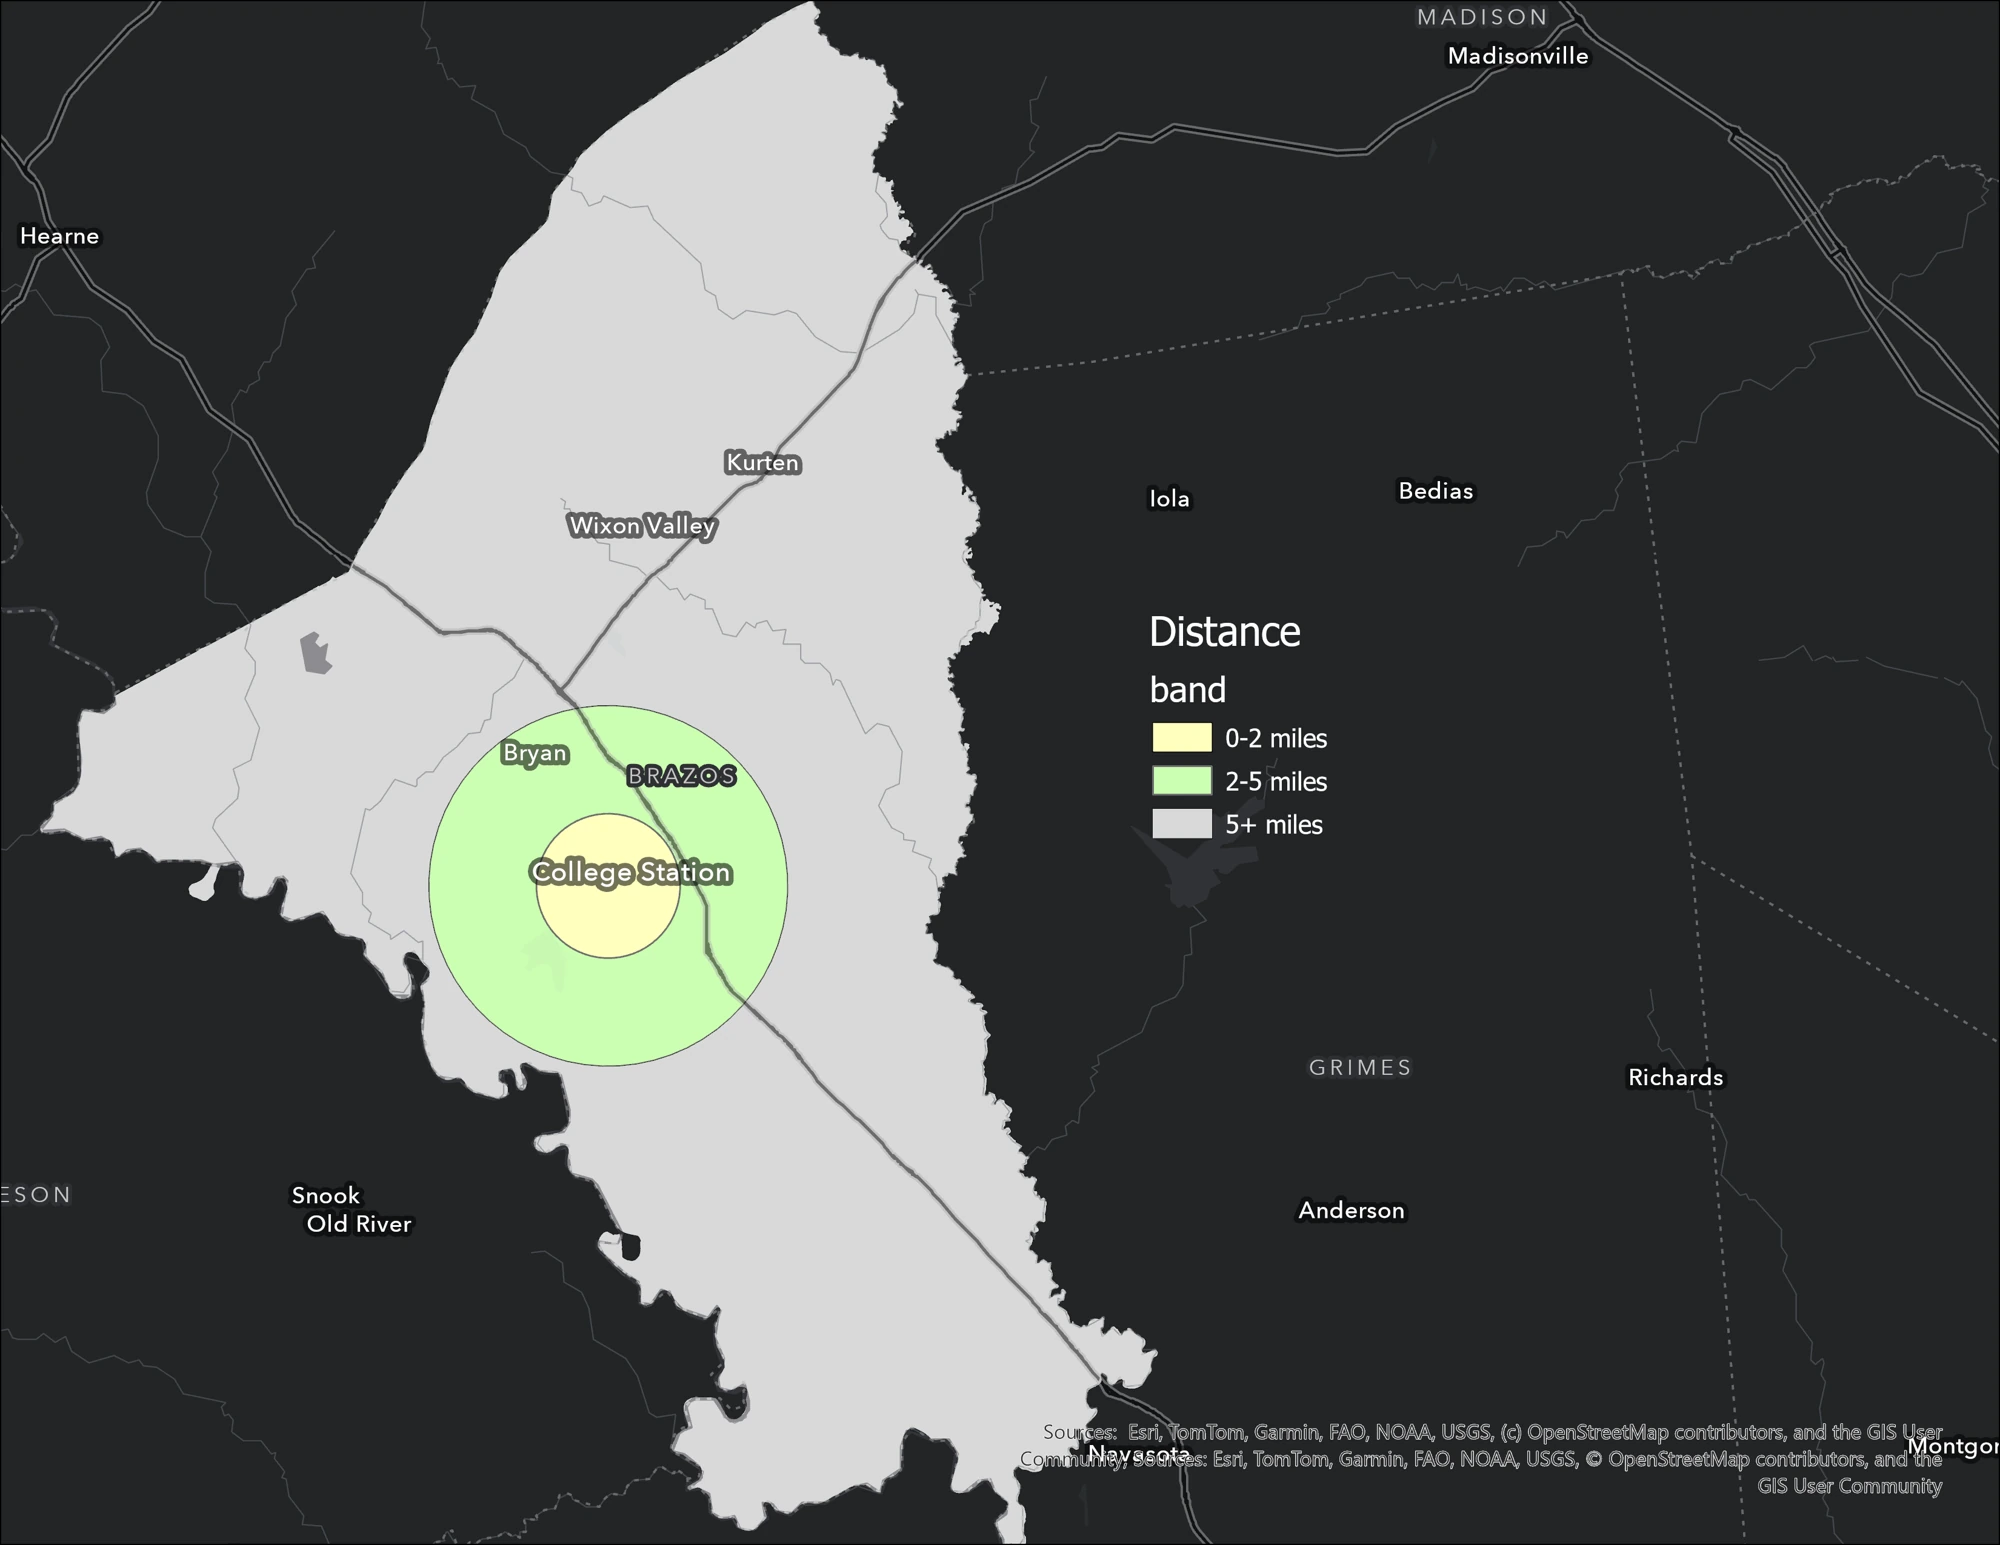 MADISON
Madisonville
Hearne
Kurten
Wixon Valley
Iola
Bedias
Distance
band
0-2 miles
2-5 miles
5+ miles
Bryan
BRAZOS
College Station
GRIMES
Richards
ESON
Snook
Old River
Anderson
Navasota
Montgor
Sources: Esri, TomTom, Garmin, FAO, NOAA, USGS, (c) OpenStreetMap contributors, and the GIS User
Community, Sources: Esri, TomTom, Garmin, FAO, NOAA, USGS, © OpenStreetMap contributors, and the
GIS User Community